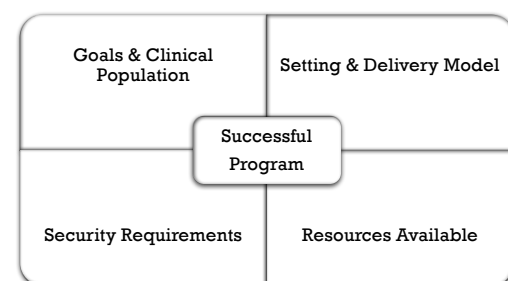 Goals & Clinical
Population
Setting & Delivery Model
Successful
Program
Security Requirements
Resources Available